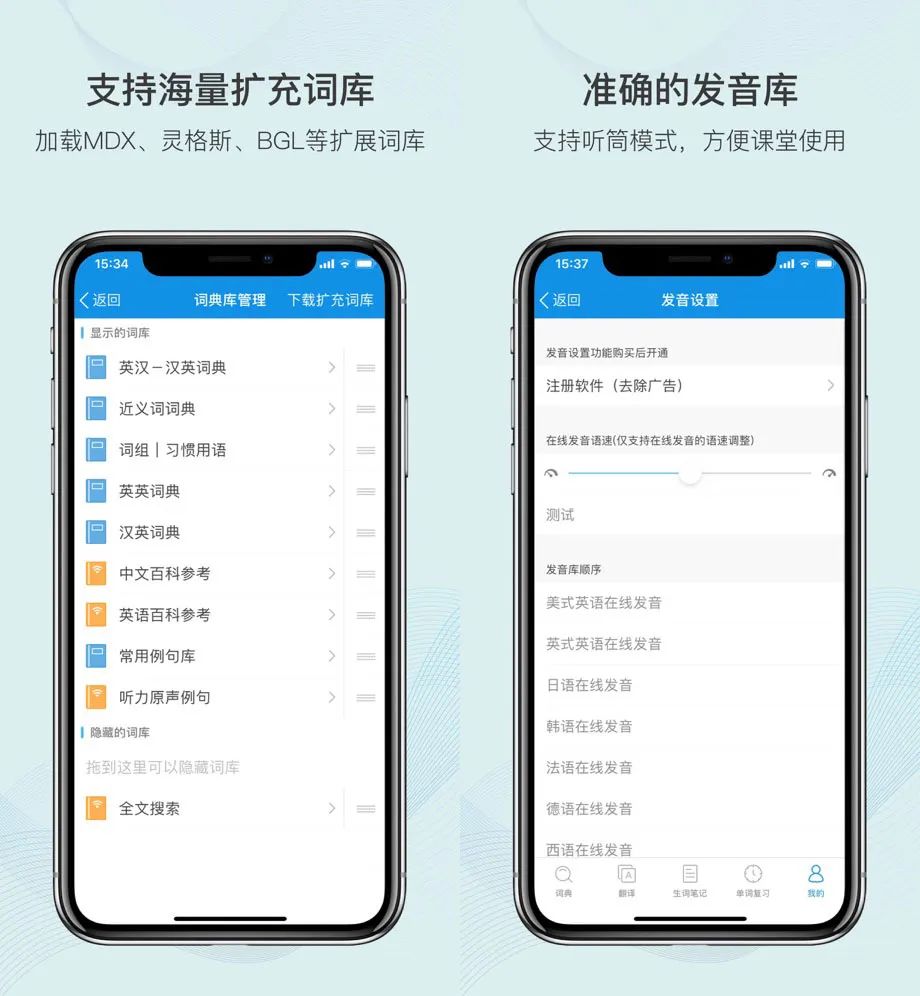 支持海量扩充词库
加载MDX、灵格斯、BGL等扩展词库
15:34
返回
词典库管理
下载扩充词库
显示的词库
英汉－汉英词典
近义词词典
词组｜习惯用语
英英词典
汉英词典
中文百科参考
英语百科参考
常用例句库
听力原声例句
隐藏的词库
拖到这里可以隐藏词库
全文搜索
准确的发音库
支持听筒模式，方便课堂使用
15:37
返回
发音设置
发音设置功能购买后开通
注册软件（去除广告）
在线发音语速(仅支持在线发音的语速调整)
测试
发音库顺序
美式英语在线发音
英式英语在线发音
日语在线发音
韩语在线发音
法语在线发音
德语在线发音
西语在线发音
词典
翻译
生词笔记
单词复习
我的